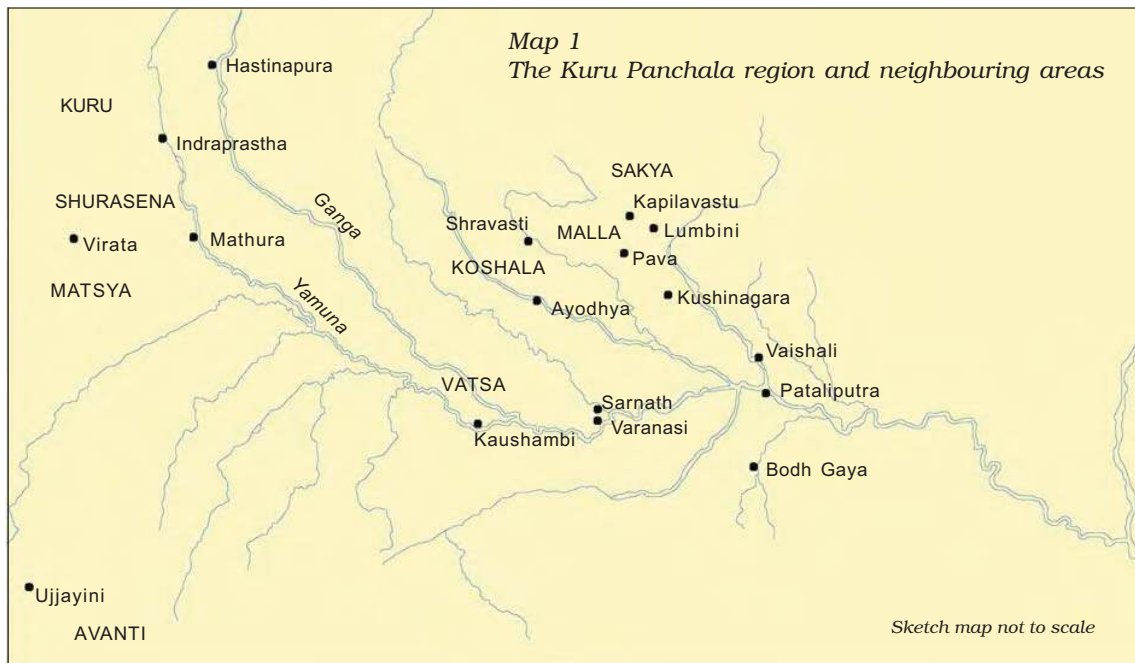 Map 1
The Kuru Panchala region and neighbouring areas
Hastinapura
KURU
Indraprastha
SAKYA
Kapilavastu
SHURASENA
Ganga
Shravasti
MALLA
Lumbini
Virata
Mathura
Pava
KOSHALA
MATSYA
Yamuna
Ayodhya
Kushinagara
Vaishali
VATSA
Pataliputra
Sarnath
Kaushambi
Varanasi
Bodh Gaya
Ujjayini
AVANTI
Sketch map not to scale